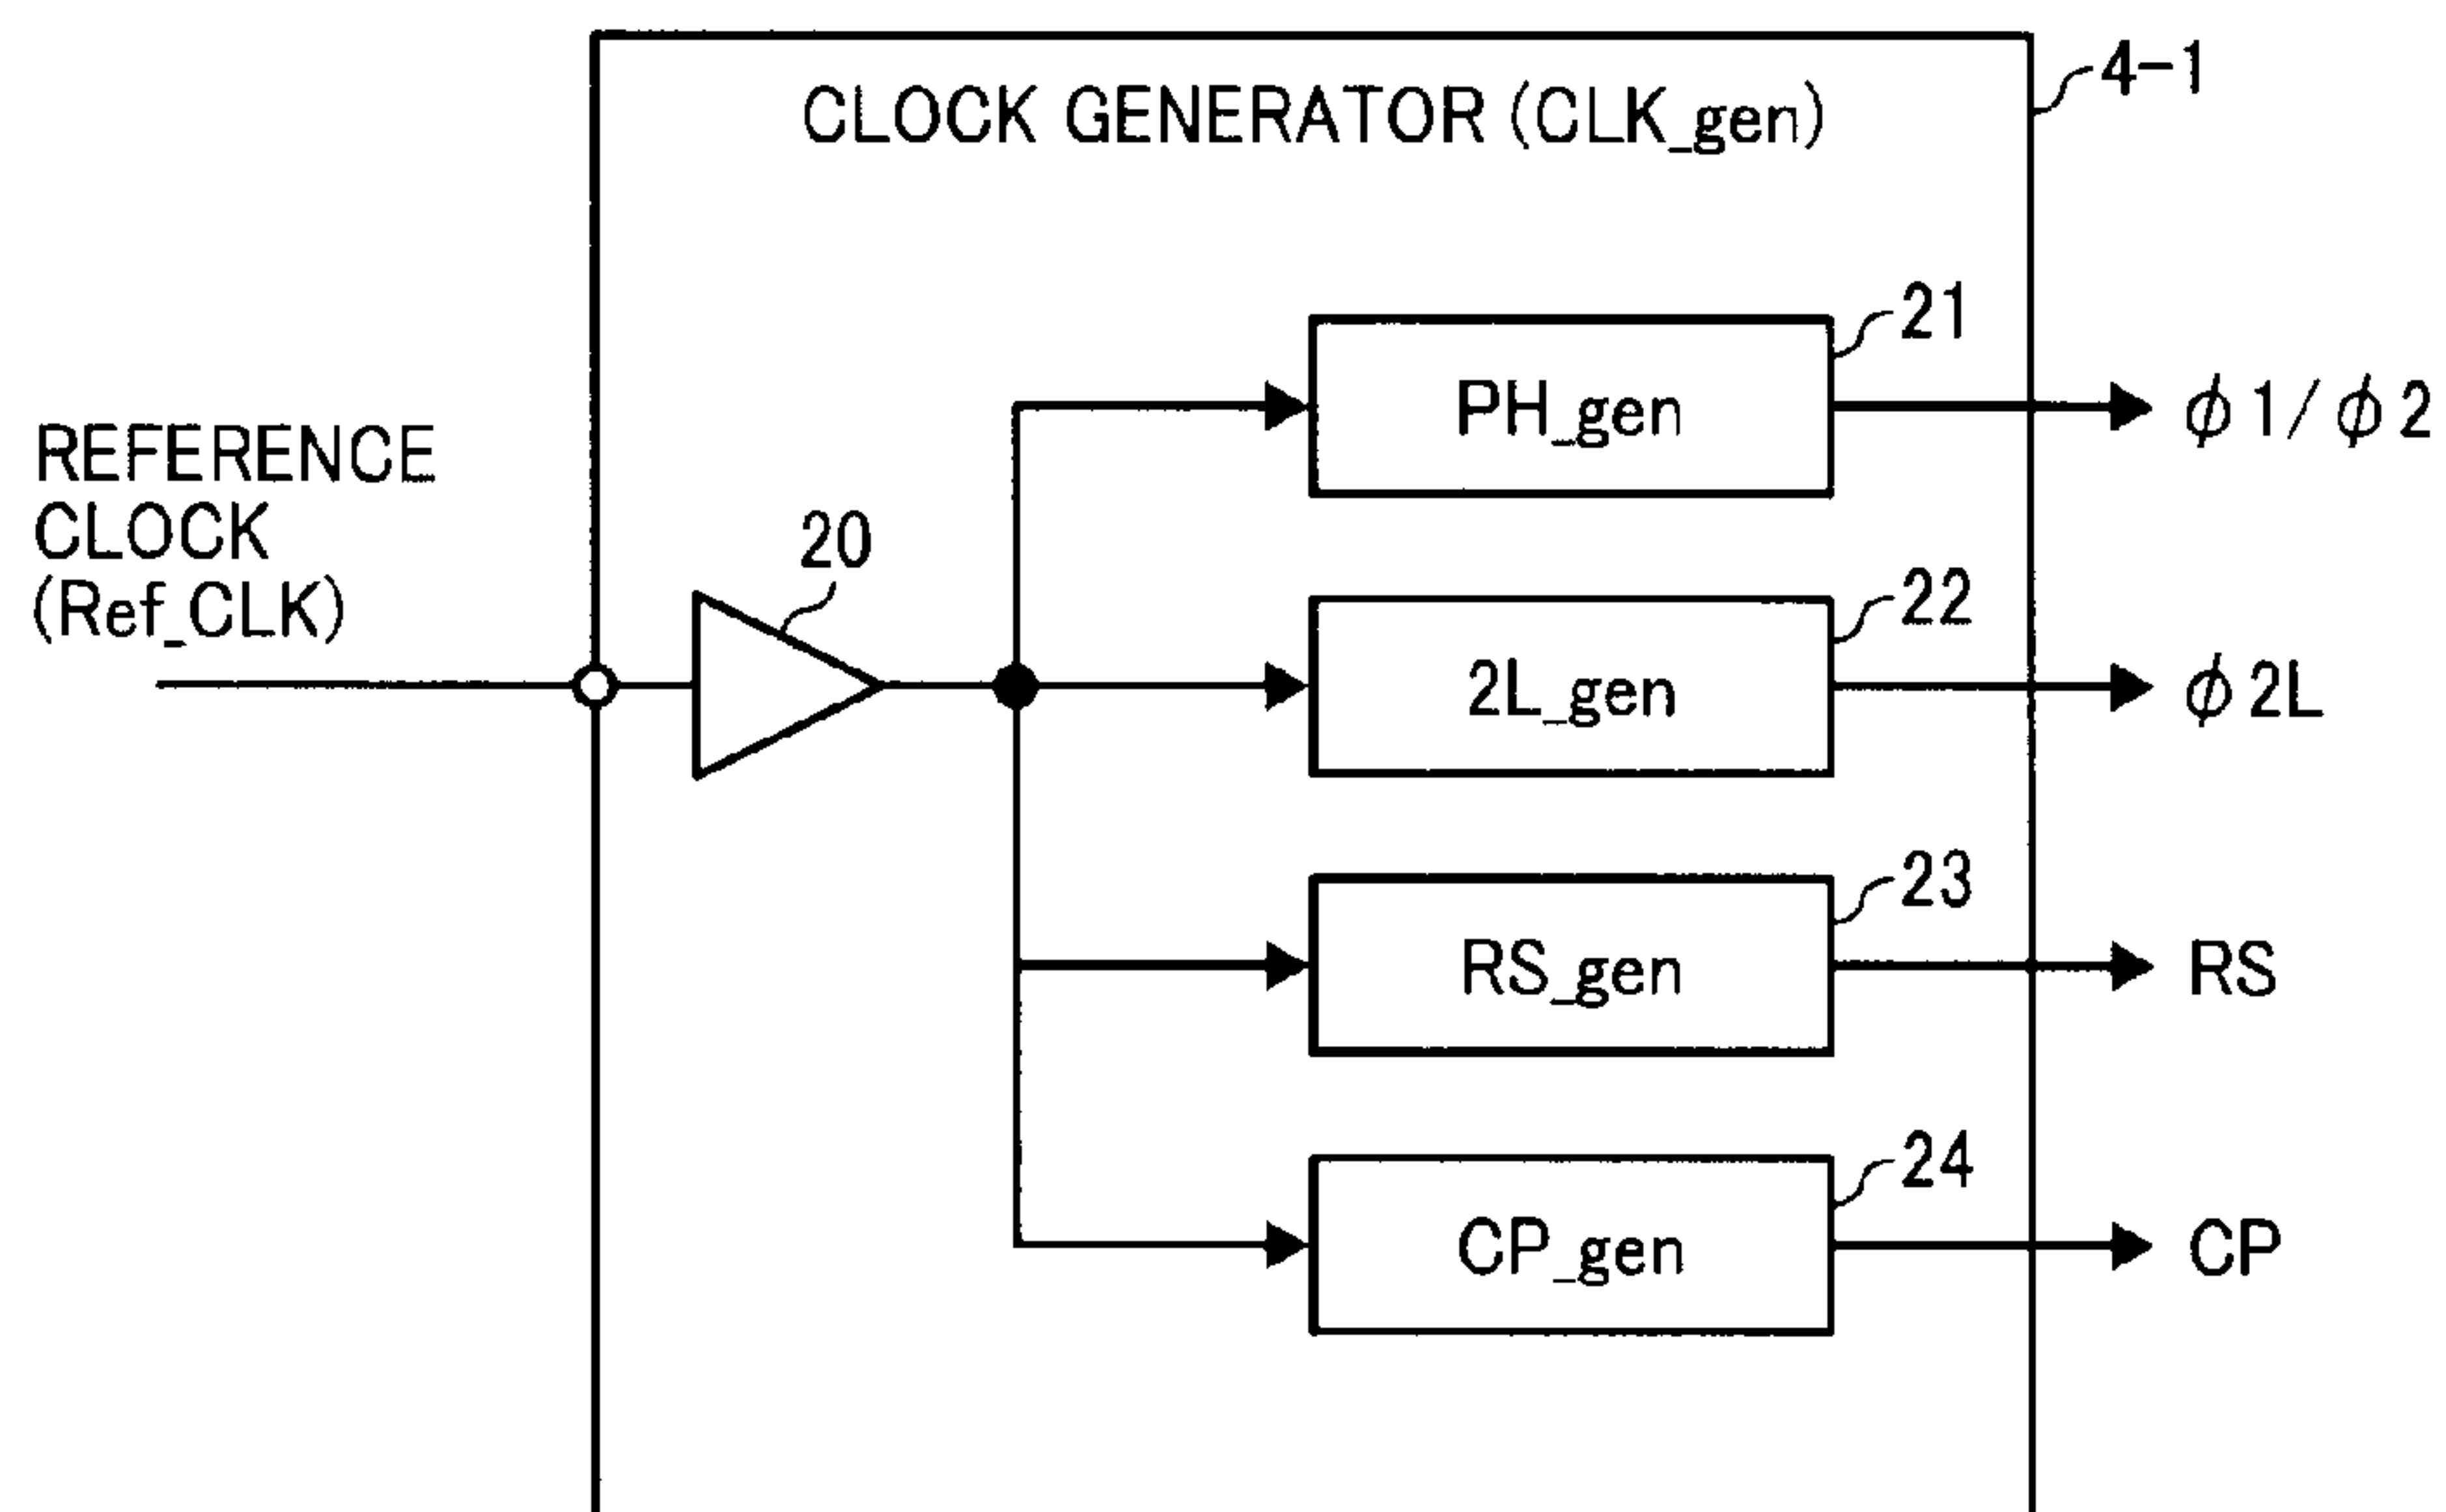 4-1
CLOCK GENERATOR (CLK_gen)
21
PH_gen
ϕ1/ϕ2
REFERENCE
CLOCK
(Ref_CLK)
20
22
2L_gen
ϕ2L
23
RS_gen
RS
24
CP_gen
CP